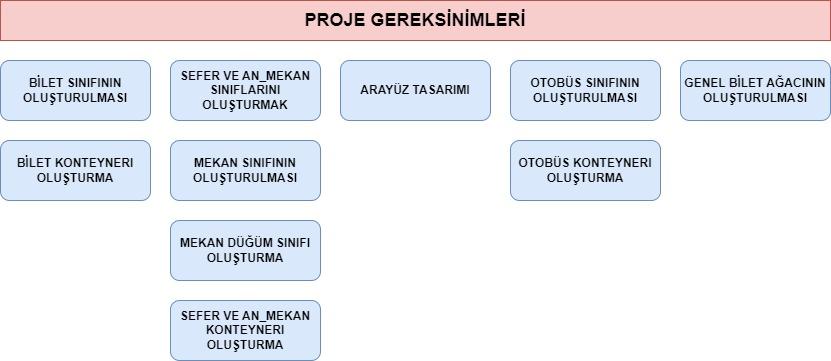 PROJE GEREKSİNİMLERİ
BİLET SINIFININ
OLUŞTURULMASI
SEFER VE AN_MEKAN
SINIFLARINI
OLUŞTURMAK
ARAYÜZ TASARIMI
OTOBÜS SINIFININ
OLUŞTURULMASI
GENEL BİLET AĞACININ
OLUŞTURULMASI
BİLET KONTEYNERI
OLUŞTURMA
MEKAN SINIFININ
OLUŞTURULMASI
OTOBÜS KONTEYNERI
OLUŞTURMA
MEKAN DÜĞÜM SINIFI
OLUŞTURMA
SEFER VE AN_MEKAN
KONTEYNERI
OLUŞTURMA